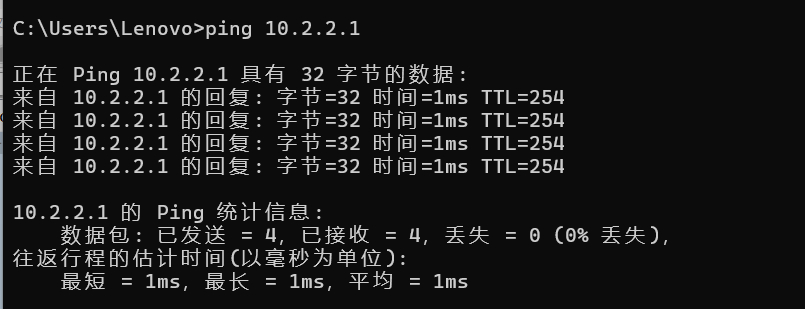 C:\Users\Lenovo>ping 10.2.2.1
正在 Ping 10.2.2.1 具有 32 字节的数据:
来自 10.2.2.1 的回复: 字节=32 时间=1ms TTL=254
来自 10.2.2.1 的回复: 字节=32 时间=1ms TTL=254
来自 10.2.2.1 的回复: 字节=32 时间=1ms TTL=254
来自 10.2.2.1 的回复: 字节=32 时间=1ms TTL=254
10.2.2.1 的 Ping 统计信息:
数据包: 已发送 = 4, 已接收 = 4, 丢失 = 0 (0% 丢失),
往返行程的估计时间(以毫秒为单位):
最短 = 1ms, 最长 = 1ms, 平均 = 1ms